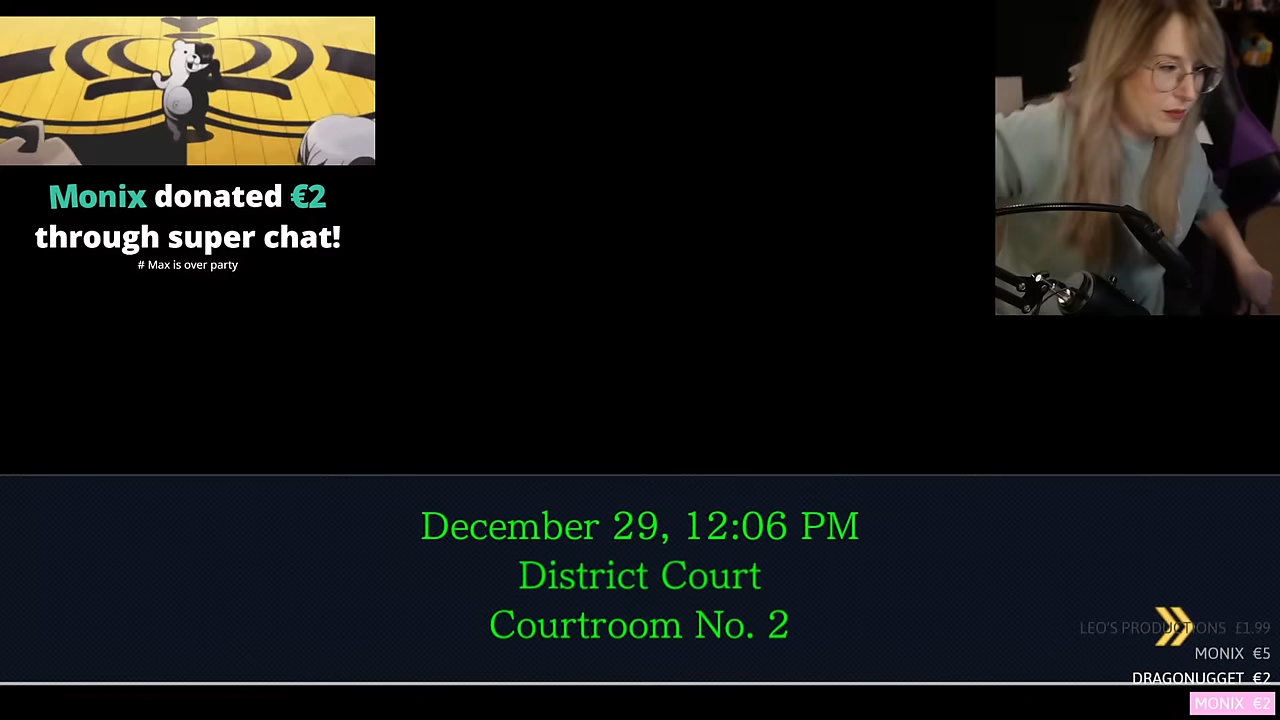 Monix donated €2
through super chat!
# Max is over party
December 29, 12:06 PM
District Court
Courtroom No. 2
LEO'S PRODUCTIONS £1.99
MONIX €5
DRAGONUGGET €2
MONIX €2